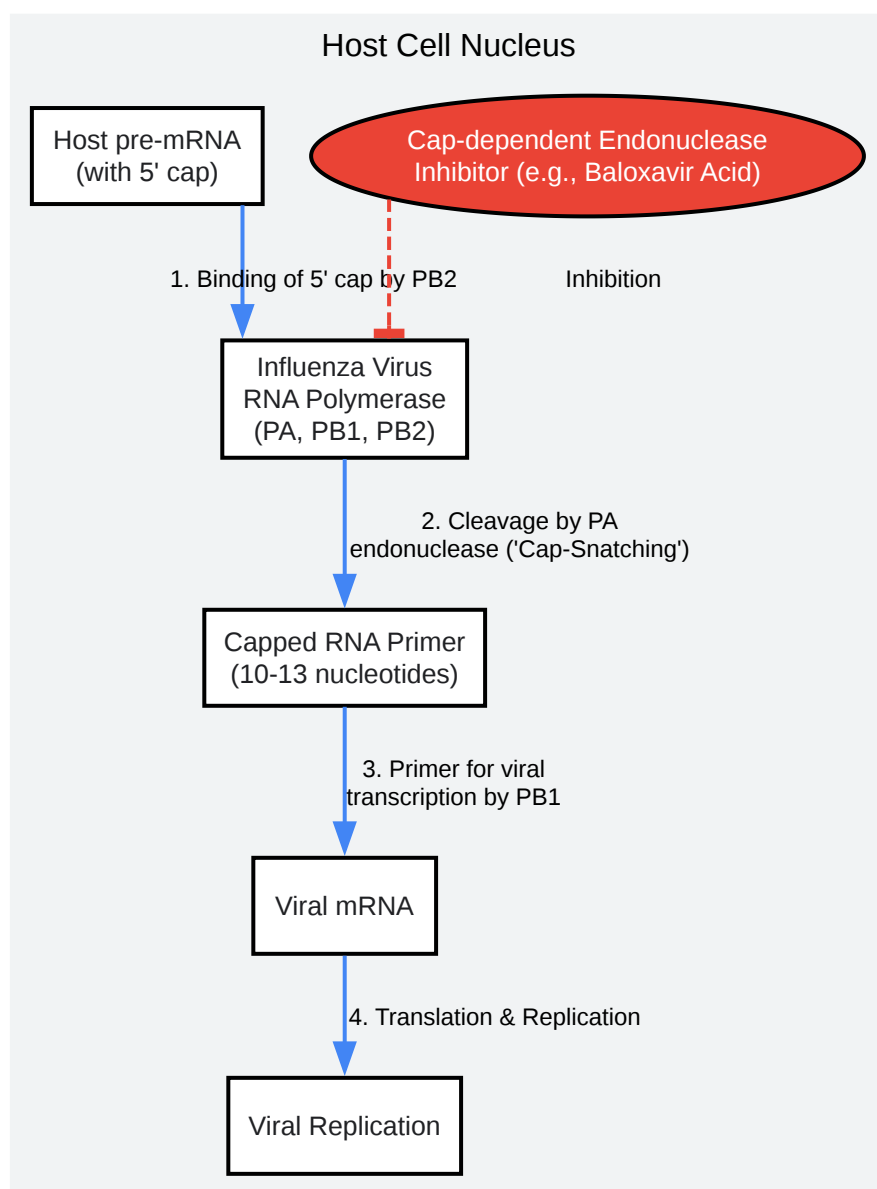 Host Cell Nucleus
Host pre-mRNA
(with 5' cap)
Cap-dependent Endonuclease
Inhibitor (e.g., Baloxavir Acid)
1. Binding of 5' cap by PB2
Inhibition
Influenza Virus
RNA Polymerase
(PA, PB1, PB2)
2. Cleavage by PA
endonuclease ('Cap-Snatching')
Capped RNA Primer
(10-13 nucleotides)
3. Primer for viral
transcription by PB1
Viral mRNA
4. Translation & Replication
Viral Replication